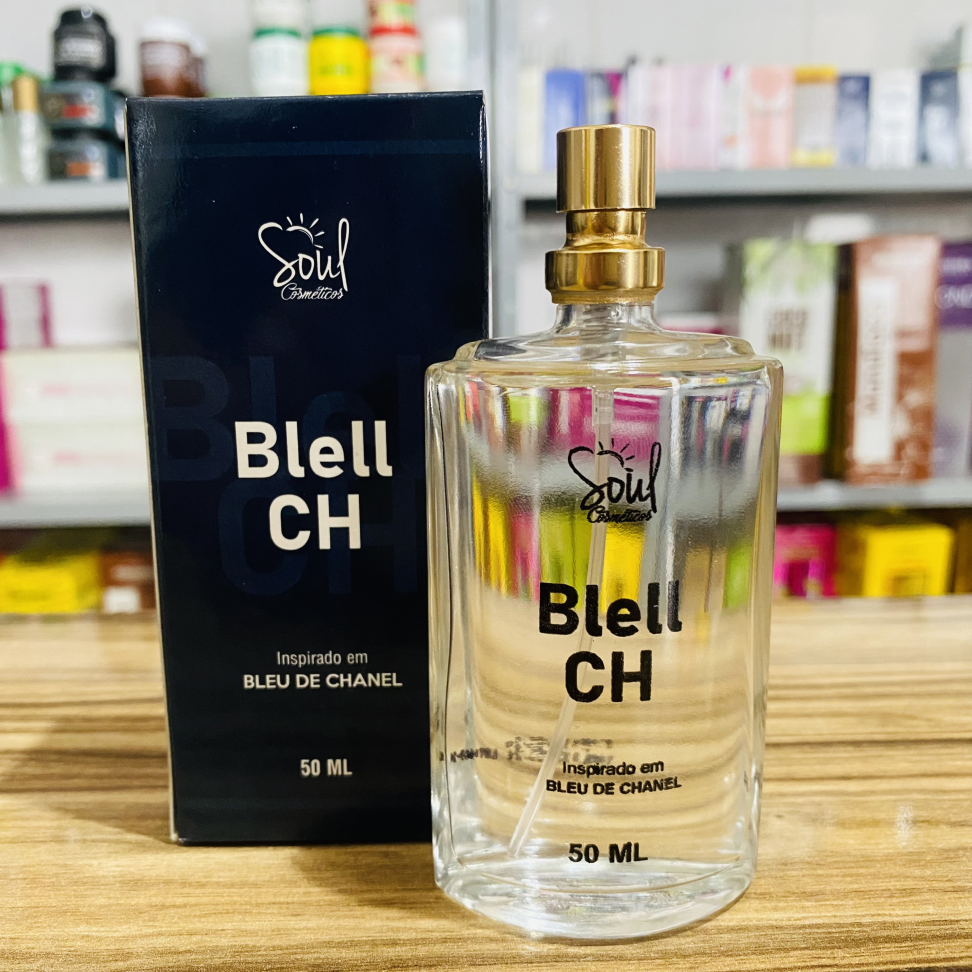 Soul
Cosméticos
Blell
CH
Inspirado em
BLEU DE CHANEL
50 ML
Soul
Cosméticos
Blell
CH
Inspirado em
BLEU DE CHANEL
50 ML